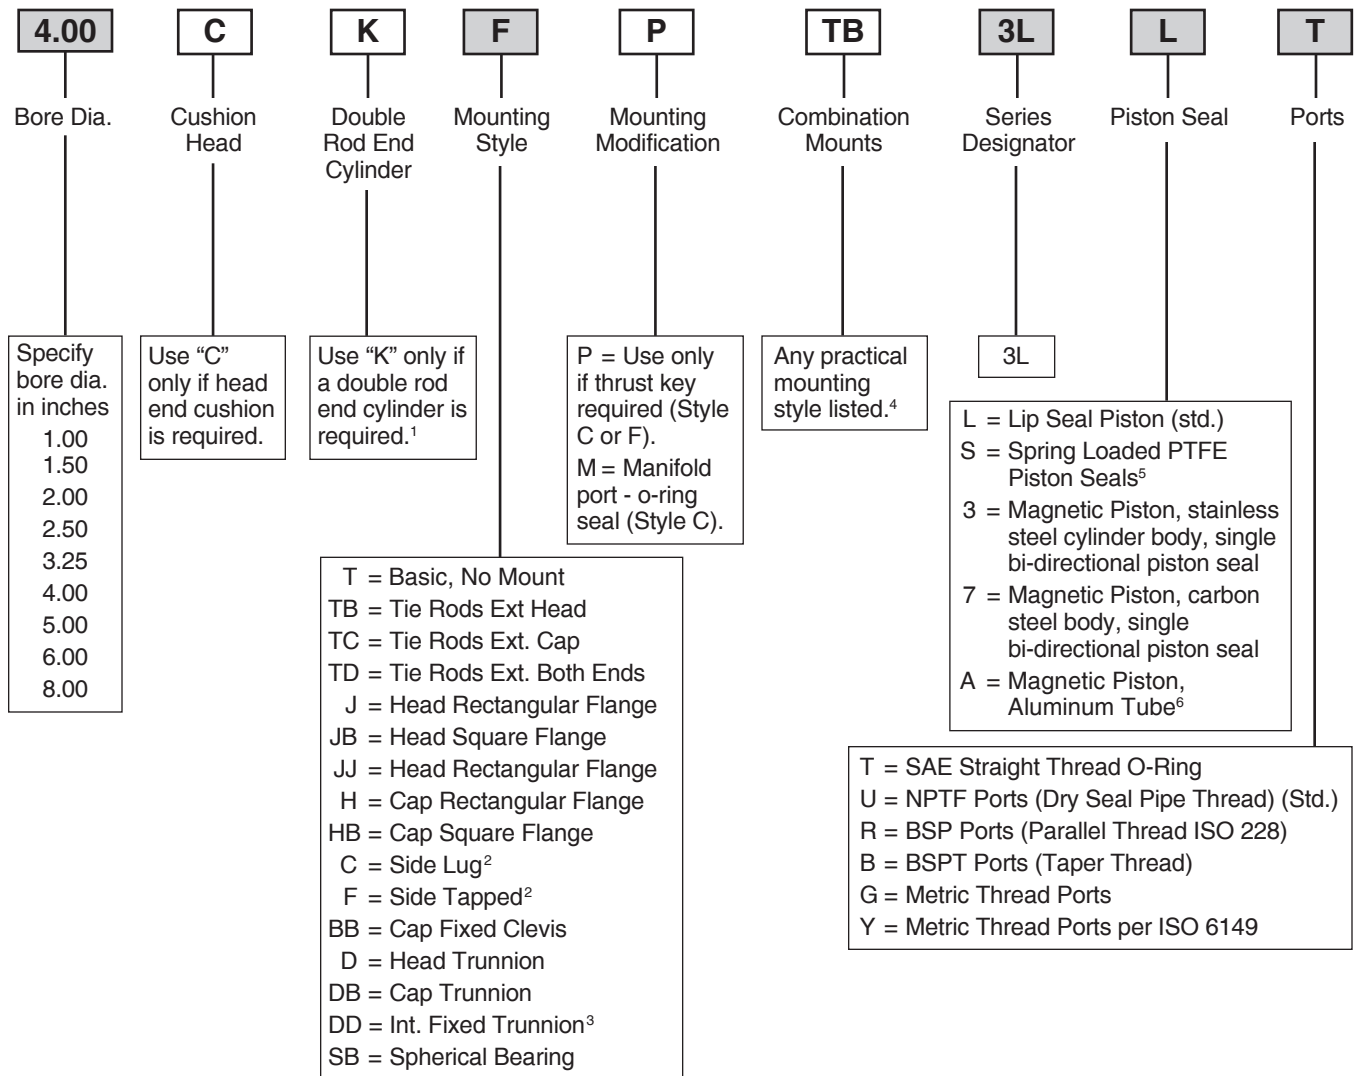 4.00 C K F P TB 3L L T
Bore Dia.
Cushion
Head
Double
Rod End
Cylinder
Mounting
Style
Mounting
Modification
Combination
Mounts
Series
Designator
Piston Seal
Ports
Specify
bore dia.
in inches
1.00
1.50
2.00
2.50
3.25
4.00
5.00
6.00
8.00
Use “C”
only if head
end cushion
is required.
Use “K” only if
a double rod
end cylinder is
required.¹
T = Basic, No Mount
TB = Tie Rods Ext Head
TC = Tie Rods Ext. Cap
TD = Tie Rods Ext. Both Ends
J = Head Rectangular Flange
JB = Head Square Flange
JJ = Head Rectangular Flange
H = Cap Rectangular Flange
HB = Cap Square Flange
C = Side Lug²
F = Side Tapped²
BB = Cap Fixed Clevis
D = Head Trunnion
DB = Cap Trunnion
DD = Int. Fixed Trunnion³
SB = Spherical Bearing
P = Use only
if thrust key
required (Style
C or F).
M = Manifold
port - o-ring
seal (Style C).
Any practical
mounting
style listed.⁴
3L
L = Lip Seal Piston (std.)
S = Spring Loaded PTFE
Piston Seals⁵
3 = Magnetic Piston, stainless
steel cylinder body, single
bi-directional piston seal
7 = Magnetic Piston, carbon
steel body, single
bi-directional piston seal
A = Magnetic Piston,
Aluminum Tube⁶
T = SAE Straight Thread O-Ring
U = NPTF Ports (Dry Seal Pipe Thread) (Std.)
R = BSP Ports (Parallel Thread ISO 228)
B = BSPT Ports (Taper Thread)
G = Metric Thread Ports
Y = Metric Thread Ports per ISO 6149